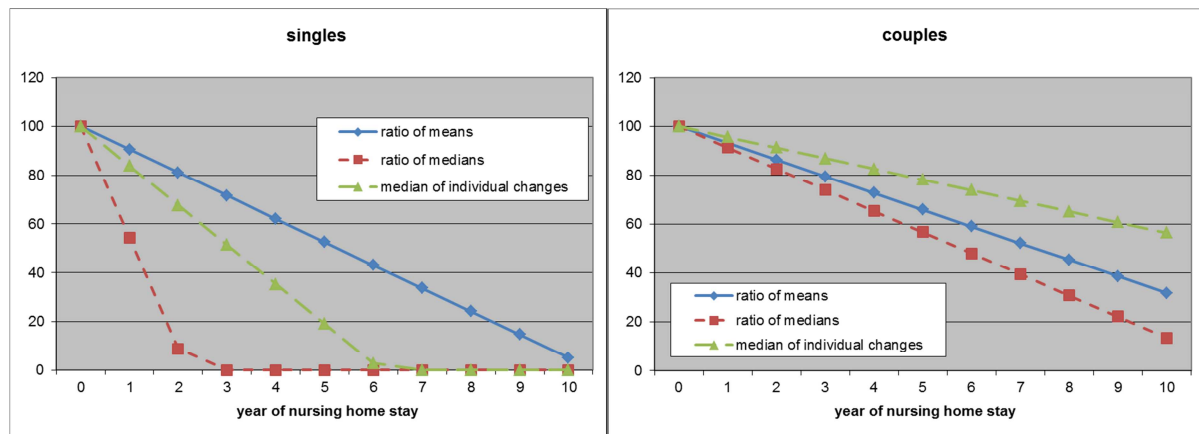 singles
120
100
80
60
40
20
0
0 1 2 3 4 5 6 7 8 9 10
year of nursing home stay
ratio of means
ratio of medians
median of individual changes
couples
120
100
80
60
40
20
0
0 1 2 3 4 5 6 7 8 9 10
year of nursing home stay
ratio of means
ratio of medians
median of individual changes